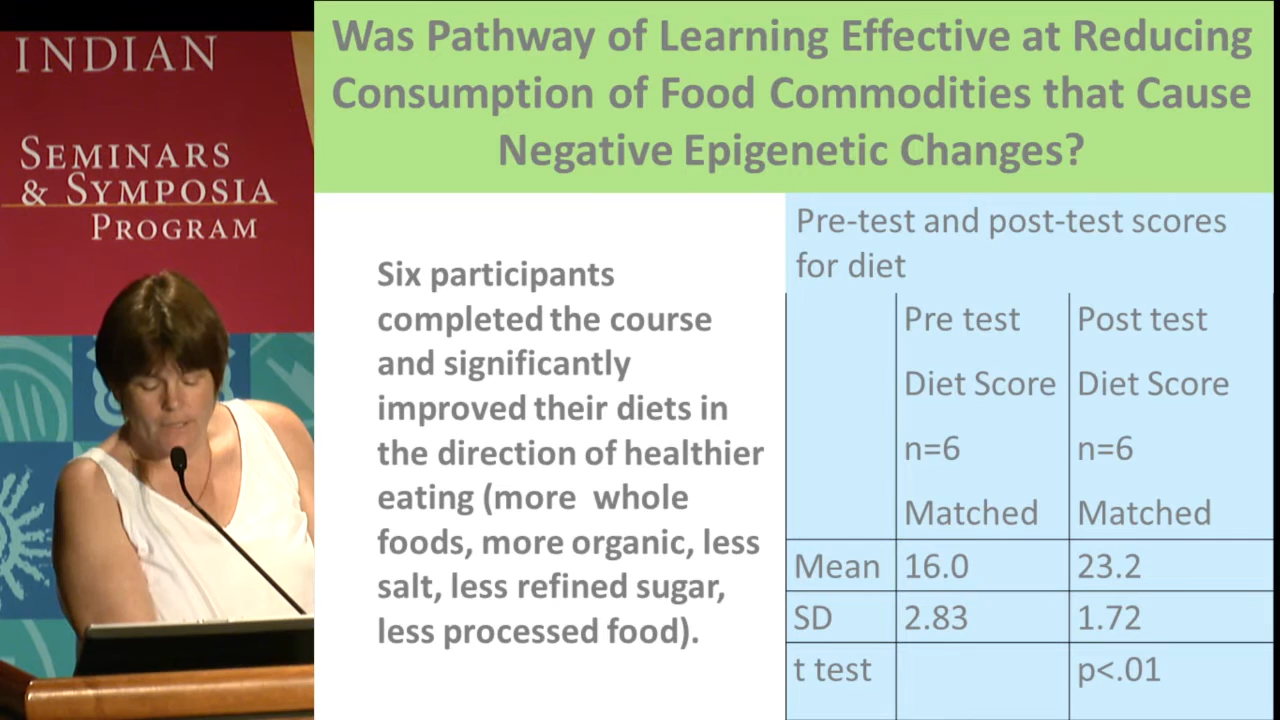 INDIAN
SEMINARS
& SYMPOSIA
PROGRAM
Was Pathway of Learning Effective at Reducing
Consumption of Food Commodities that Cause
Negative Epigenetic Changes?
Six participants
completed the course
and significantly
improved their diets in
the direction of healthier
eating (more whole
foods, more organic, less
salt, less refined sugar,
less processed food).
Pre-test and post-test scores
for diet
Pre test Post test
Diet Score Diet Score
n=6 n=6
Matched Matched
Mean 16.0 23.2
SD 2.83 1.72
t test p<.01